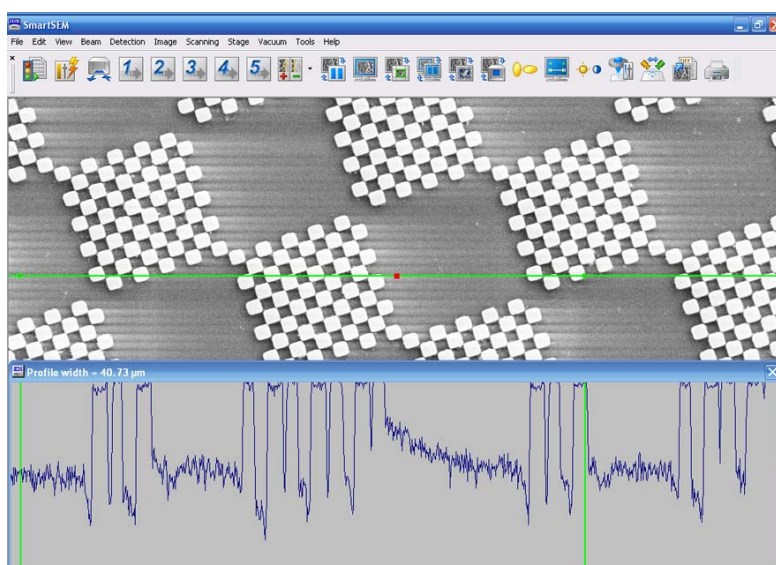 SmartSEM
File Edit View Beam Detection Image Scanning Stage Vacuum Tools Help
1 2 3 4 5
Profile width = 40.73 µm